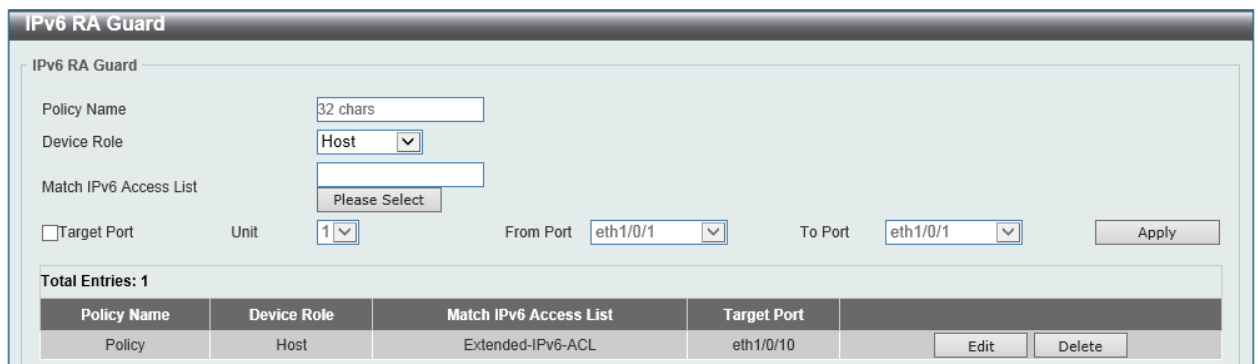 IPv6 RA Guard
IPv6 RA Guard
Policy Name 32 chars
Device Role Host
Match IPv6 Access List
Please Select
Target Port Unit 1 From Port eth1/0/1 To Port eth1/0/1 Apply
Total Entries: 1
Policy Name Device Role Match IPv6 Access List Target Port
Policy Host Extended-IPv6-ACL eth1/0/10 Edit Delete